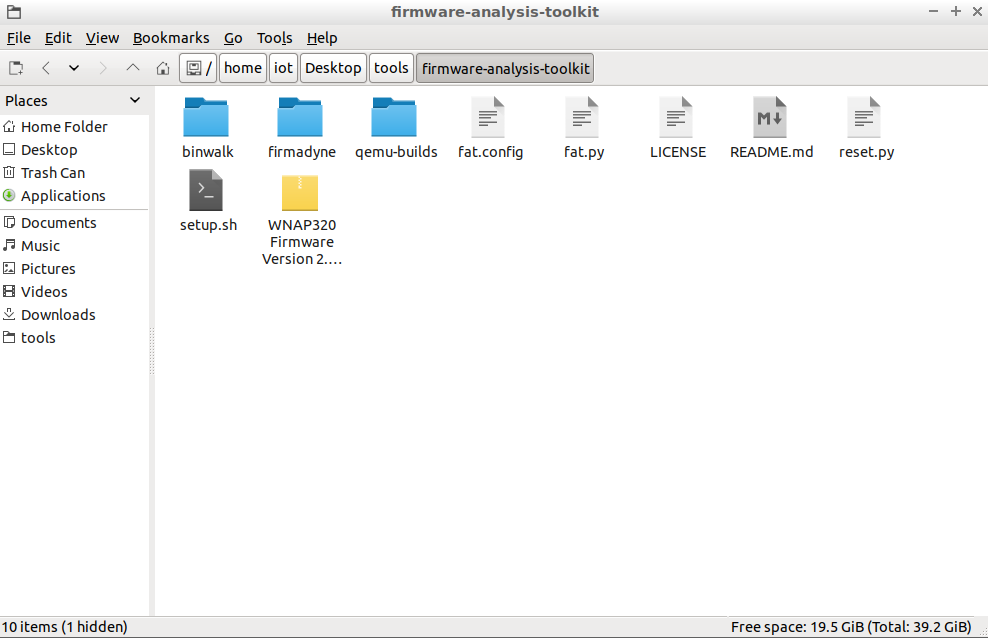 firmware-analysis-toolkit
File Edit View Bookmarks Go Tools Help
/ home iot Desktop tools firmware-analysis-toolkit
Places
Home Folder
Desktop
Trash Can
Applications
Documents
Music
Pictures
Videos
Downloads
tools
binwalk firmadyne qemu-builds fat.config fat.py LICENSE README.md reset.py
setup.sh
WNAP320
Firmware
Version 2.…
10 items (1 hidden) Free space: 19.5 GiB (Total: 39.2 GiB)